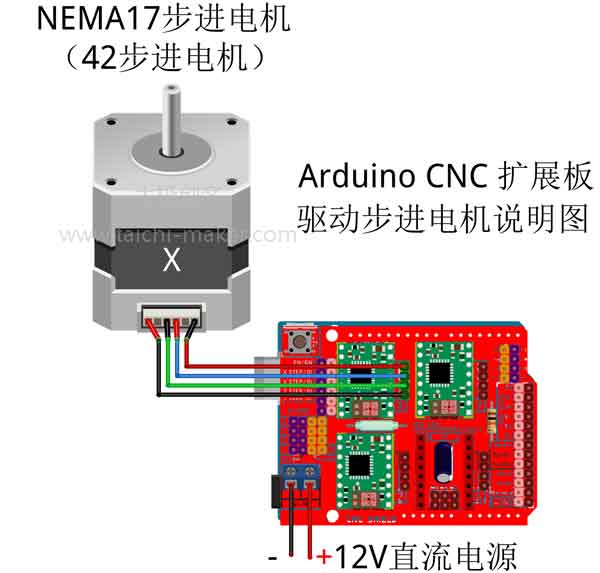 NEMA17步进电机
（42步进电机）
Arduino CNC 扩展板
驱动步进电机说明图
www.taichi-maker.com
X
- +12V直流电源